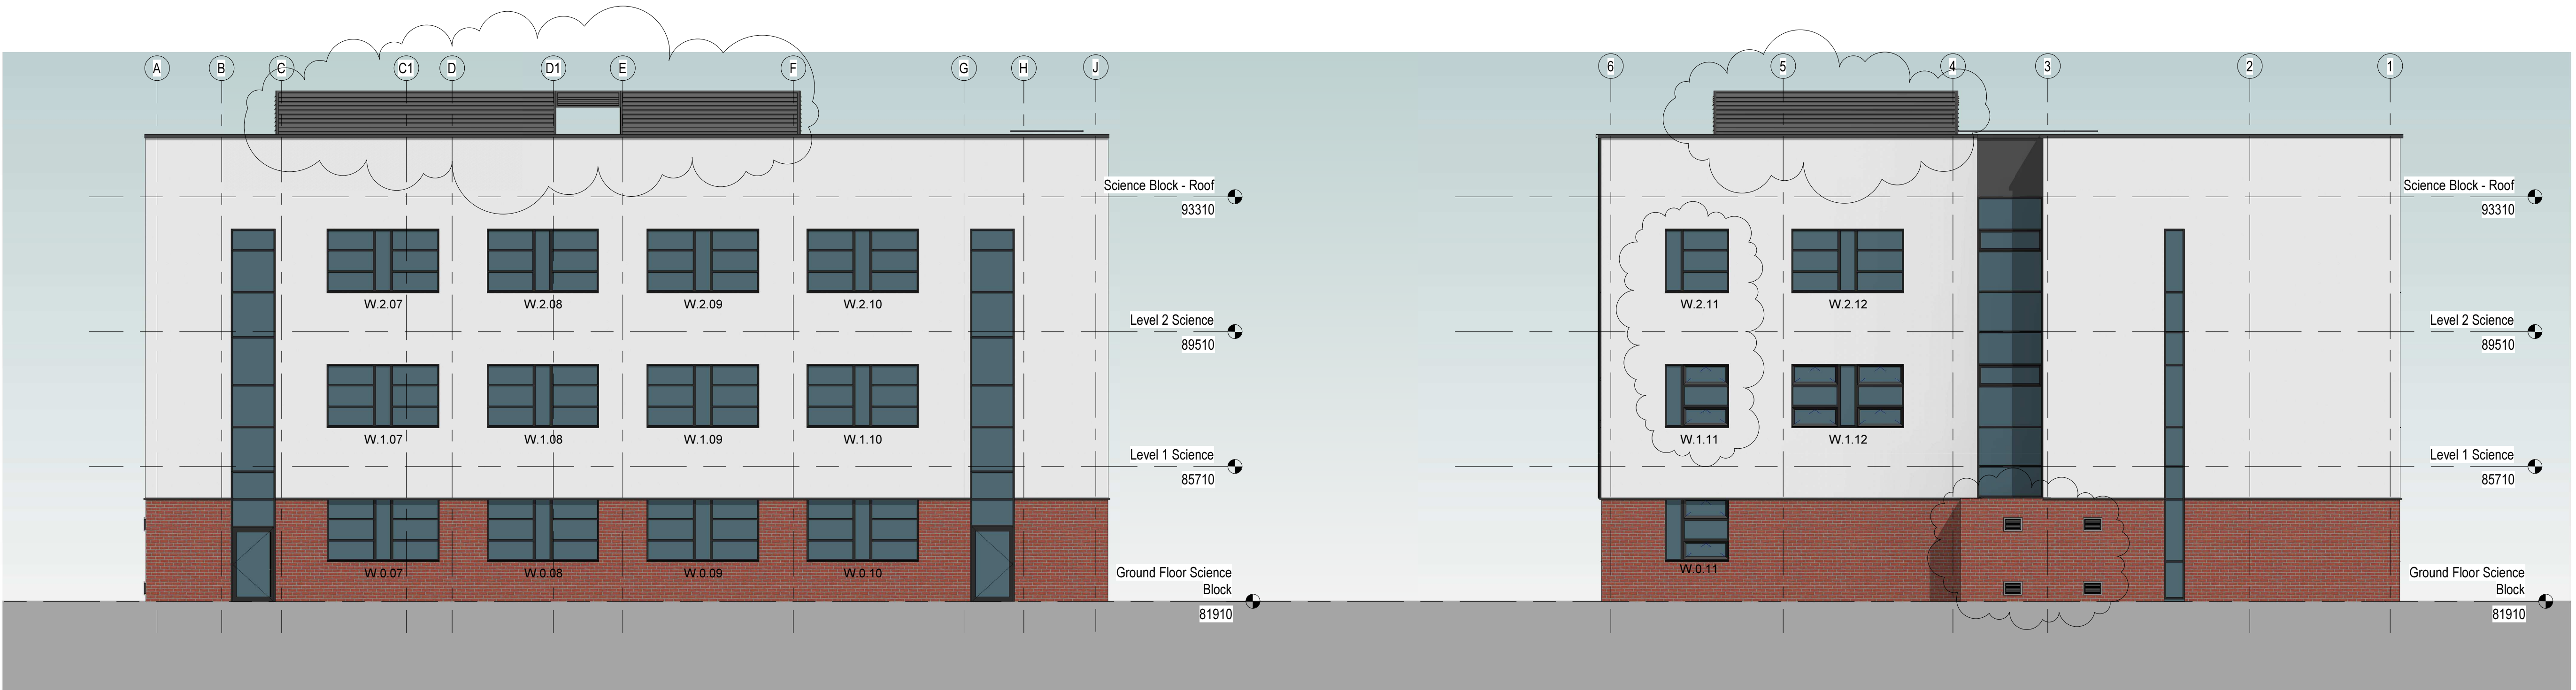 A B C C1 D D1 E F G H J
Science Block - Roof
93310
W.2.07 W.2.08 W.2.09 W.2.10
Level 2 Science
89510
W.1.07 W.1.08 W.1.09 W.1.10
Level 1 Science
85710
W.0.07 W.0.08 W.0.09 W.0.10
Ground Floor Science
Block
81910
6 5 4 3 2 1
Science Block - Roof
93310
W.2.11 W.2.12
Level 2 Science
89510
W.1.11 W.1.12
Level 1 Science
85710
W.0.11
Ground Floor Science
Block
81910